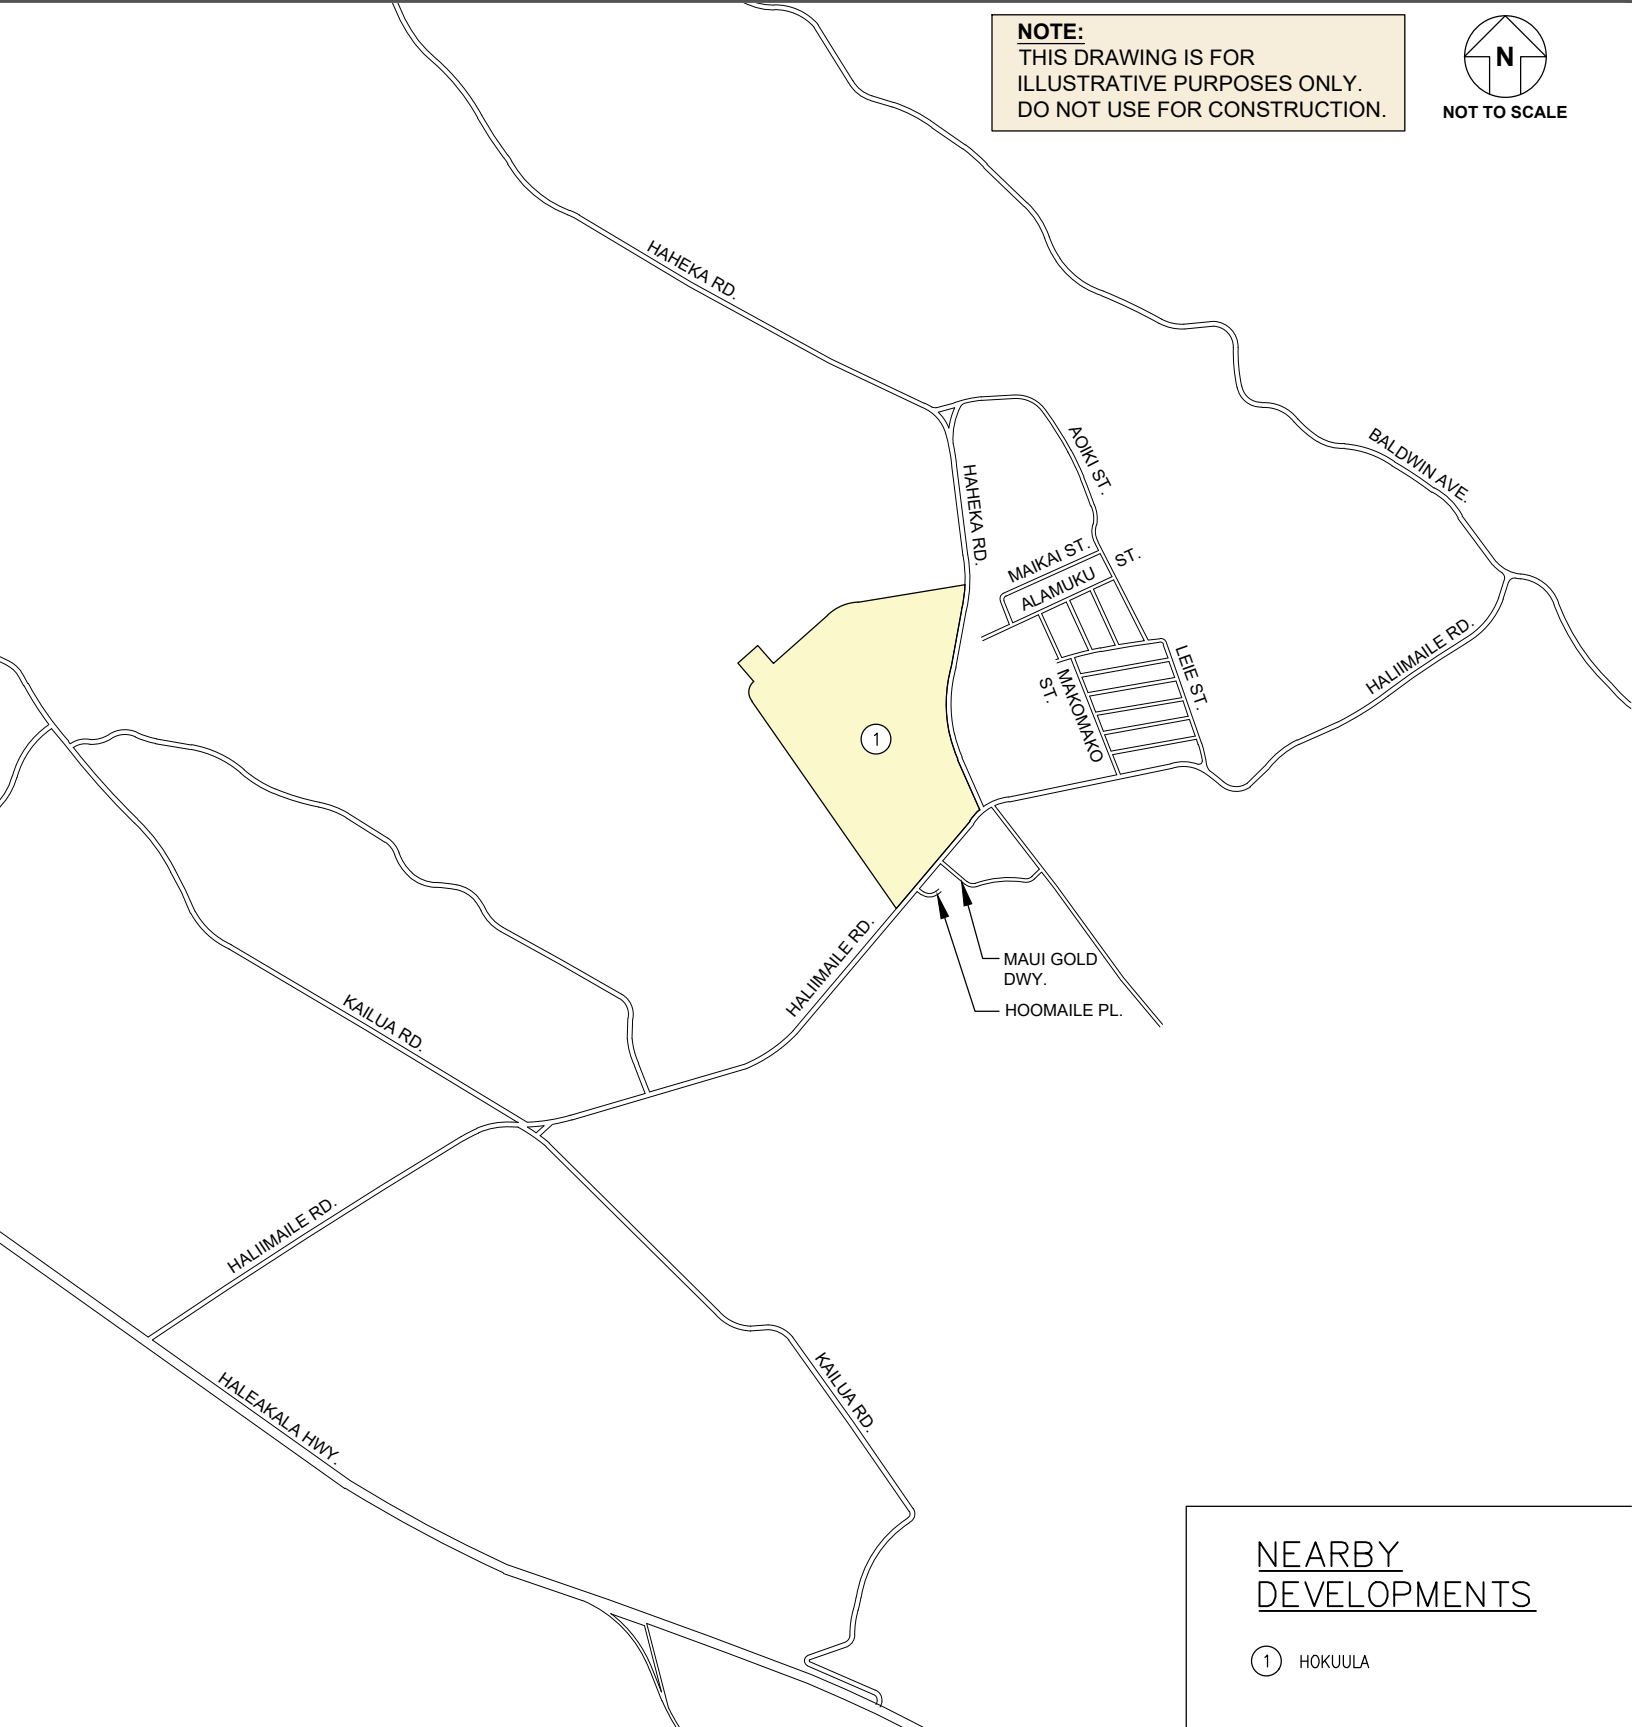 NOTE:
THIS DRAWING IS FOR
ILLUSTRATIVE PURPOSES ONLY.
DO NOT USE FOR CONSTRUCTION.
N
NOT TO SCALE
HAHEKA RD.
AOIKI ST.
BALDWIN AVE.
HAHEKA RD.
MAIKAI ST.
ALAMUKU ST.
HALIIMAILE RD.
LEIE ST.
MAKOMAKO
ST.
1
HALIIMAILE RD.
MAUI GOLD
DWY.
HOOMAILE PL.
KAILUA RD.
HALIIMAILE RD.
KAILUA RD.
HALEAKALA HWY.
NEARBY
DEVELOPMENTS
1 HOKUULA